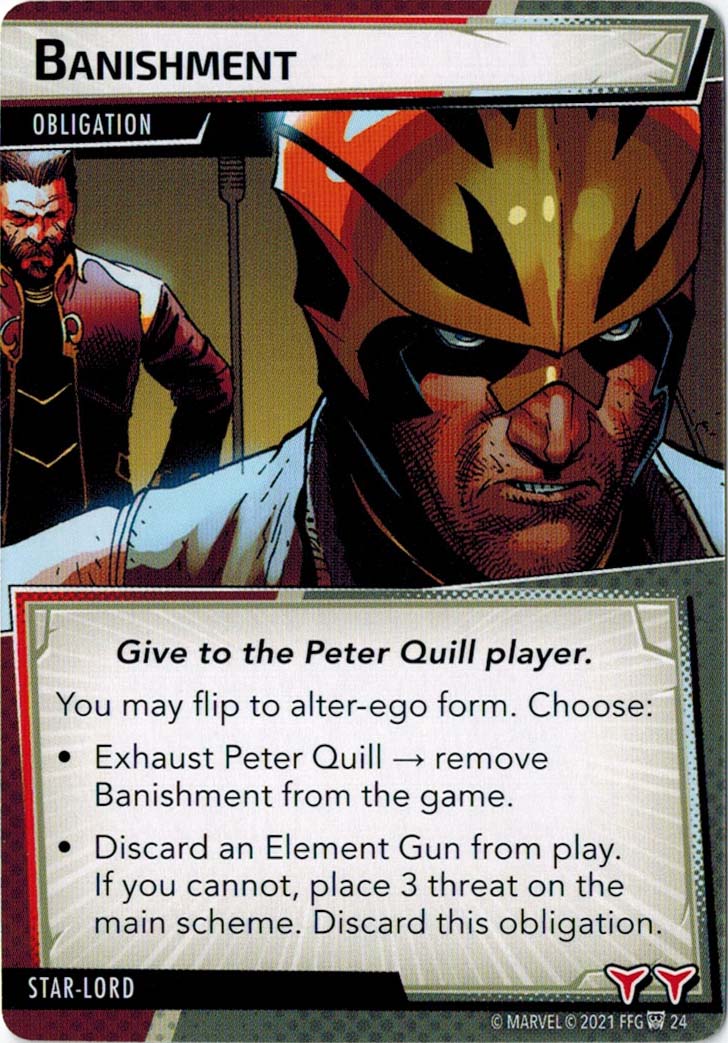 BANISHMENT
OBLIGATION
Give to the Peter Quill player.
You may flip to alter-ego form. Choose:
• Exhaust Peter Quill → remove
Banishment from the game.
• Discard an Element Gun from play.
If you cannot, place 3 threat on the
main scheme. Discard this obligation.
STAR-LORD
© MARVEL © 2021 FFG 24